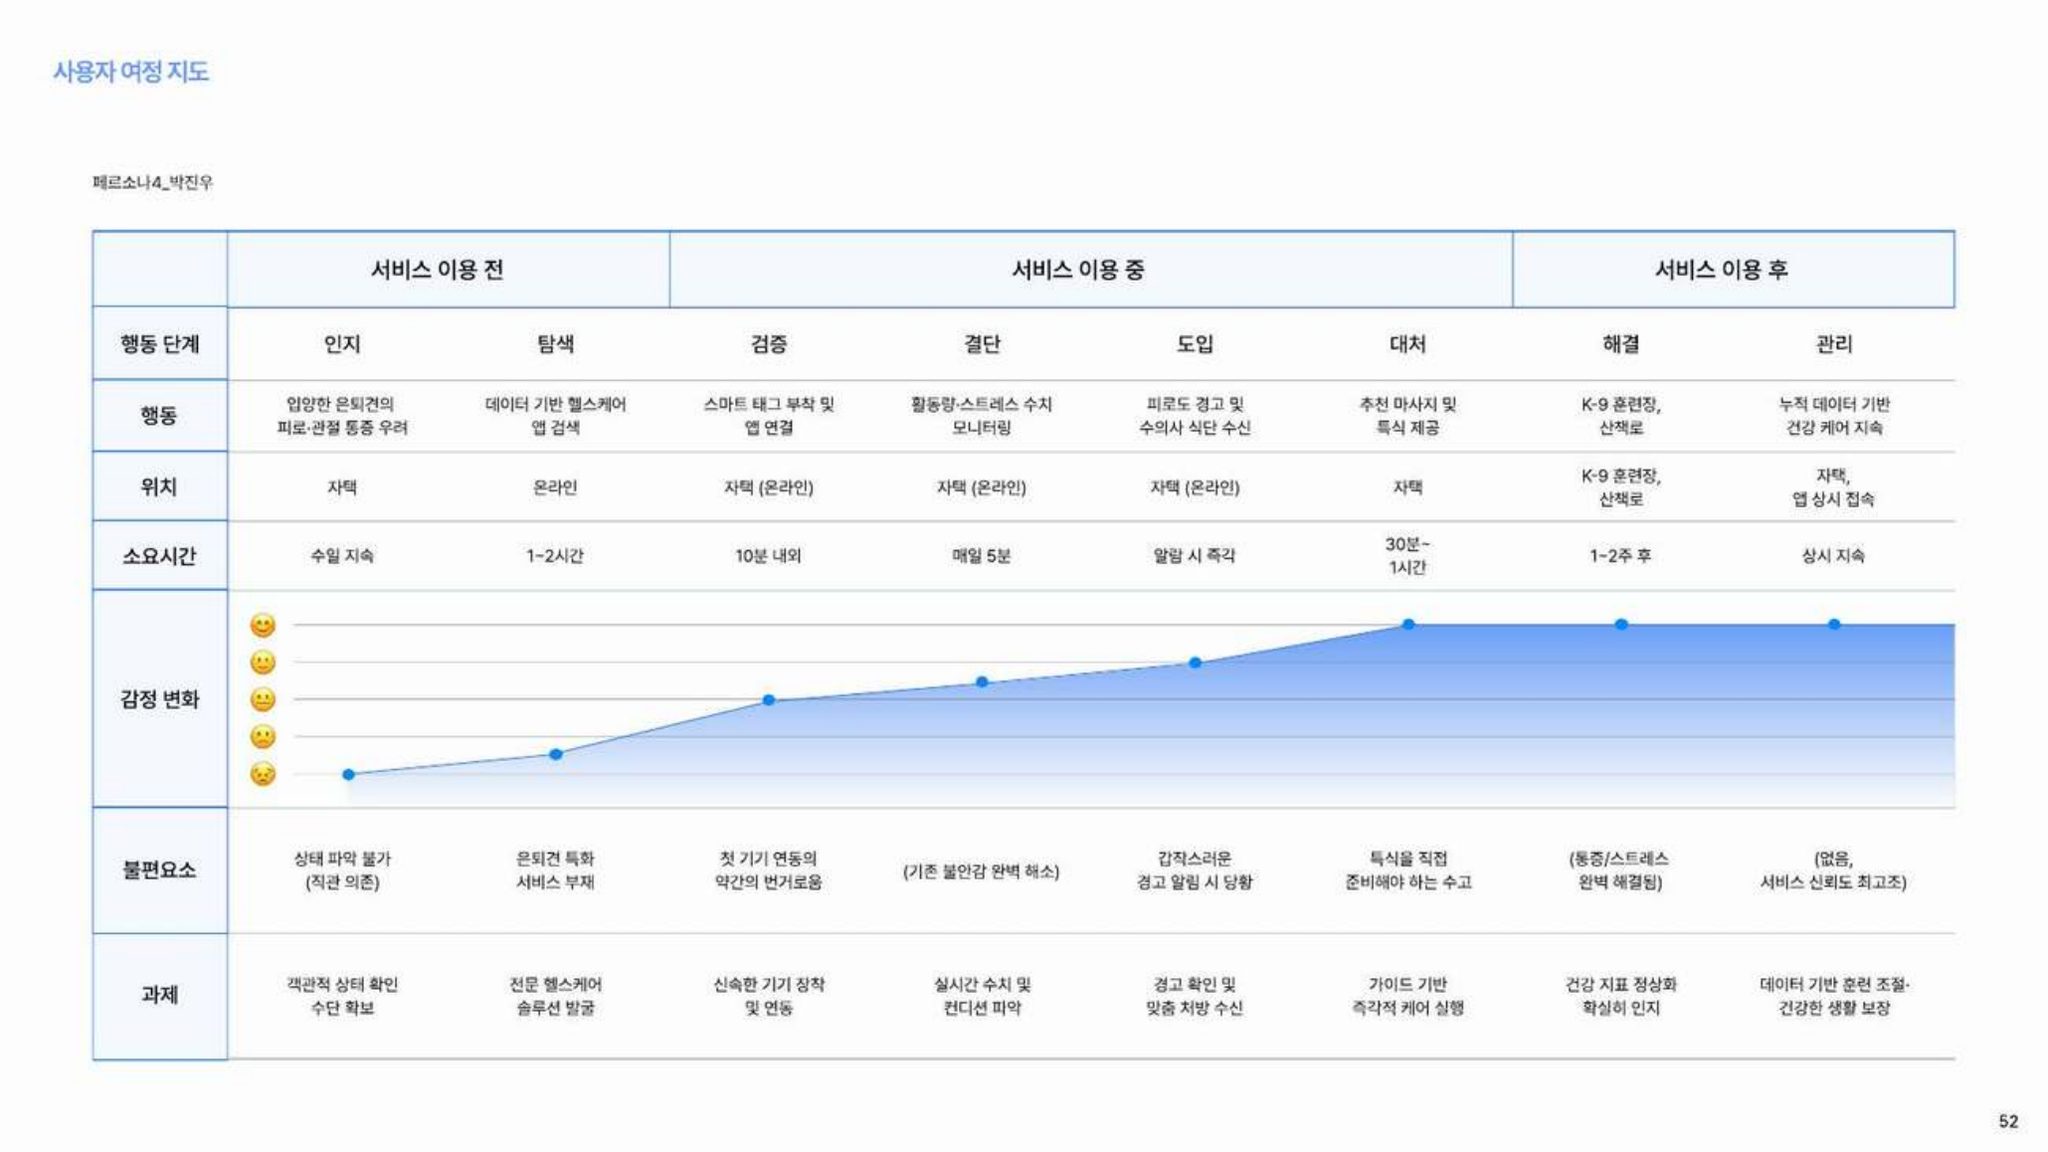 사용자 여정 지도
페르소나4_박진우
서비스 이용 전
서비스 이용 중
서비스 이용 후
행동 단계
인지
탐색
검증
결단
도입
대처
해결
관리
행동
입양한 은퇴견의
피로·관절 통증 우려
데이터 기반 헬스케어
앱 검색
스마트 태그 부착 및
앱 연결
활동량·스트레스 수치
모니터링
피로도 경고 및
수의사 식단 수신
추천 마사지 및
특식 제공
K-9 훈련장,
산책로
누적 데이터 기반
건강 케어 지속
위치
자택
온라인
자택 (온라인)
자택 (온라인)
자택 (온라인)
자택
K-9 훈련장,
산책로
자택,
앱 상시 접속
소요시간
수일 지속
1~2시간
10분 내외
매일 5분
알람 시 즉각
30분~
1시간
1~2주 후
상시 지속
감정 변화
불편요소
상태 파악 불가
(직관 의존)
은퇴견 특화
서비스 부재
첫 기기 연동의
약간의 번거로움
(기존 불안감 완벽 해소)
갑작스러운
경고 알림 시 당황
특식을 직접
준비해야 하는 수고
(통증/스트레스
완벽 해결됨)
(없음,
서비스 신뢰도 최고조)
과제
객관적 상태 확인
수단 확보
전문 헬스케어
솔루션 발굴
신속한 기기 장착
및 연동
실시간 수치 및
컨디션 파악
경고 확인 및
맞춤 처방 수신
가이드 기반
즉각적 케어 실행
건강 지표 정상화
확실히 인지
데이터 기반 훈련 조절·
건강한 생활 보장
52